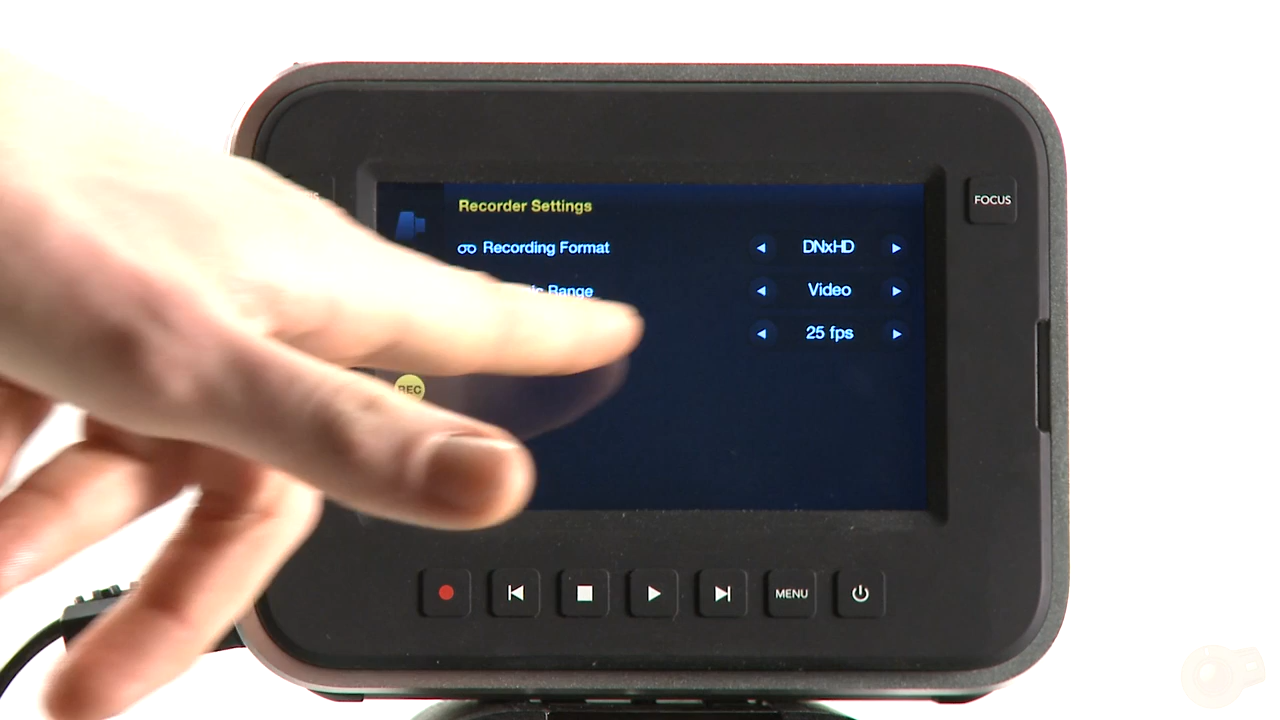 Recorder Settings
FOCUS
Recording Format DNxHD
Range Video
25 fps
REC
MENU